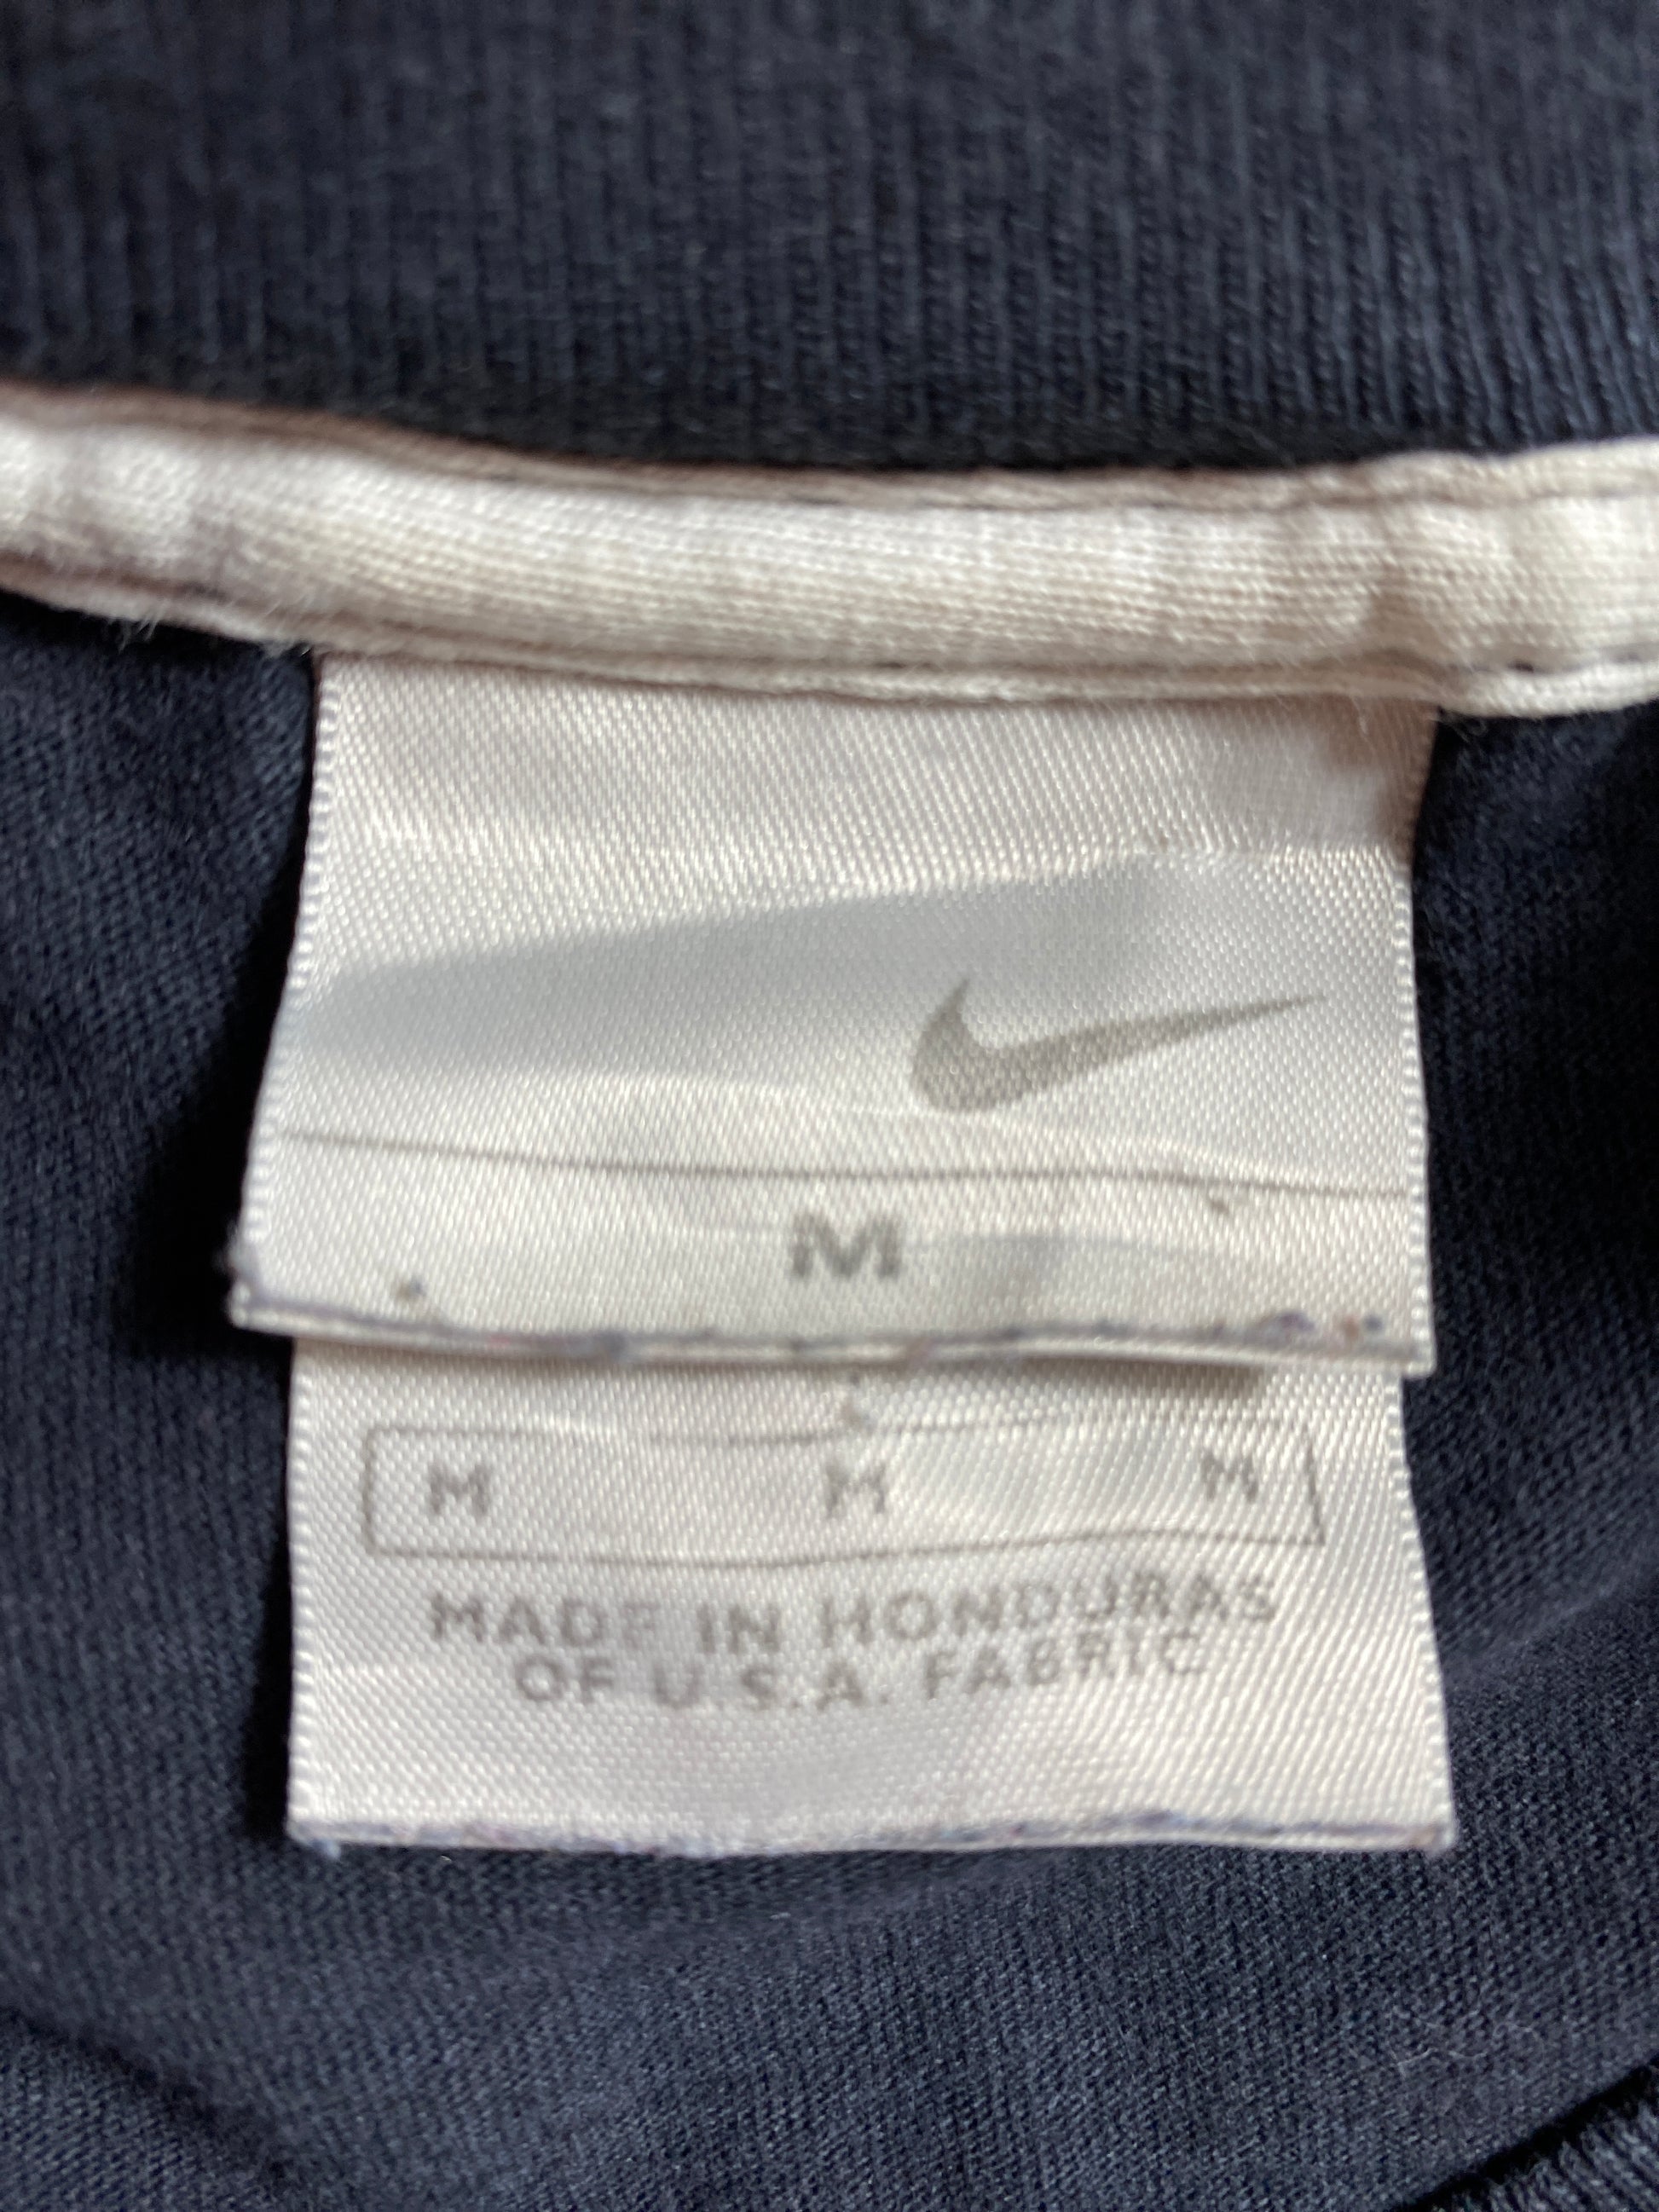 M
M M M
MADE IN HONDURAS
OF U.S.A. FABRIC